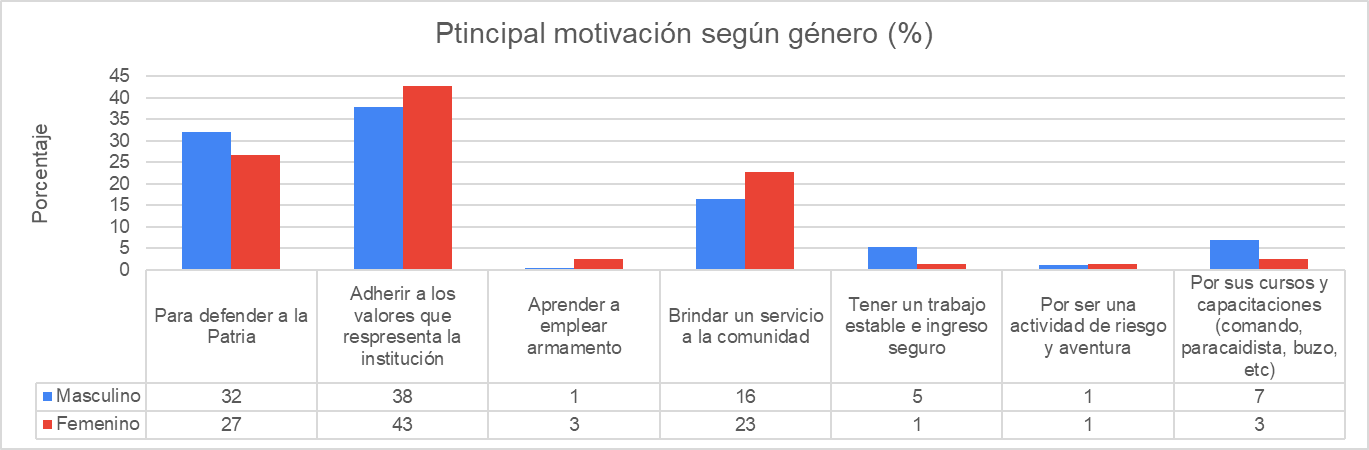 Ptincipal motivación según género (%)
Porcentaje
45
40
35
30
25
20
15
10
5
0
Para defender a la
Patria
Adherir a los
valores que
respresenta la
institución
Aprender a
emplear
armamento
Brindar un servicio
a la comunidad
Tener un trabajo
estable e ingreso
seguro
Por ser una
actividad de riesgo
y aventura
Por sus cursos y
capacitaciones
(comando,
paracaidista, buzo,
etc)
Masculino 32 38 1 16 5 1 7
Femenino 27 43 3 23 1 1 3